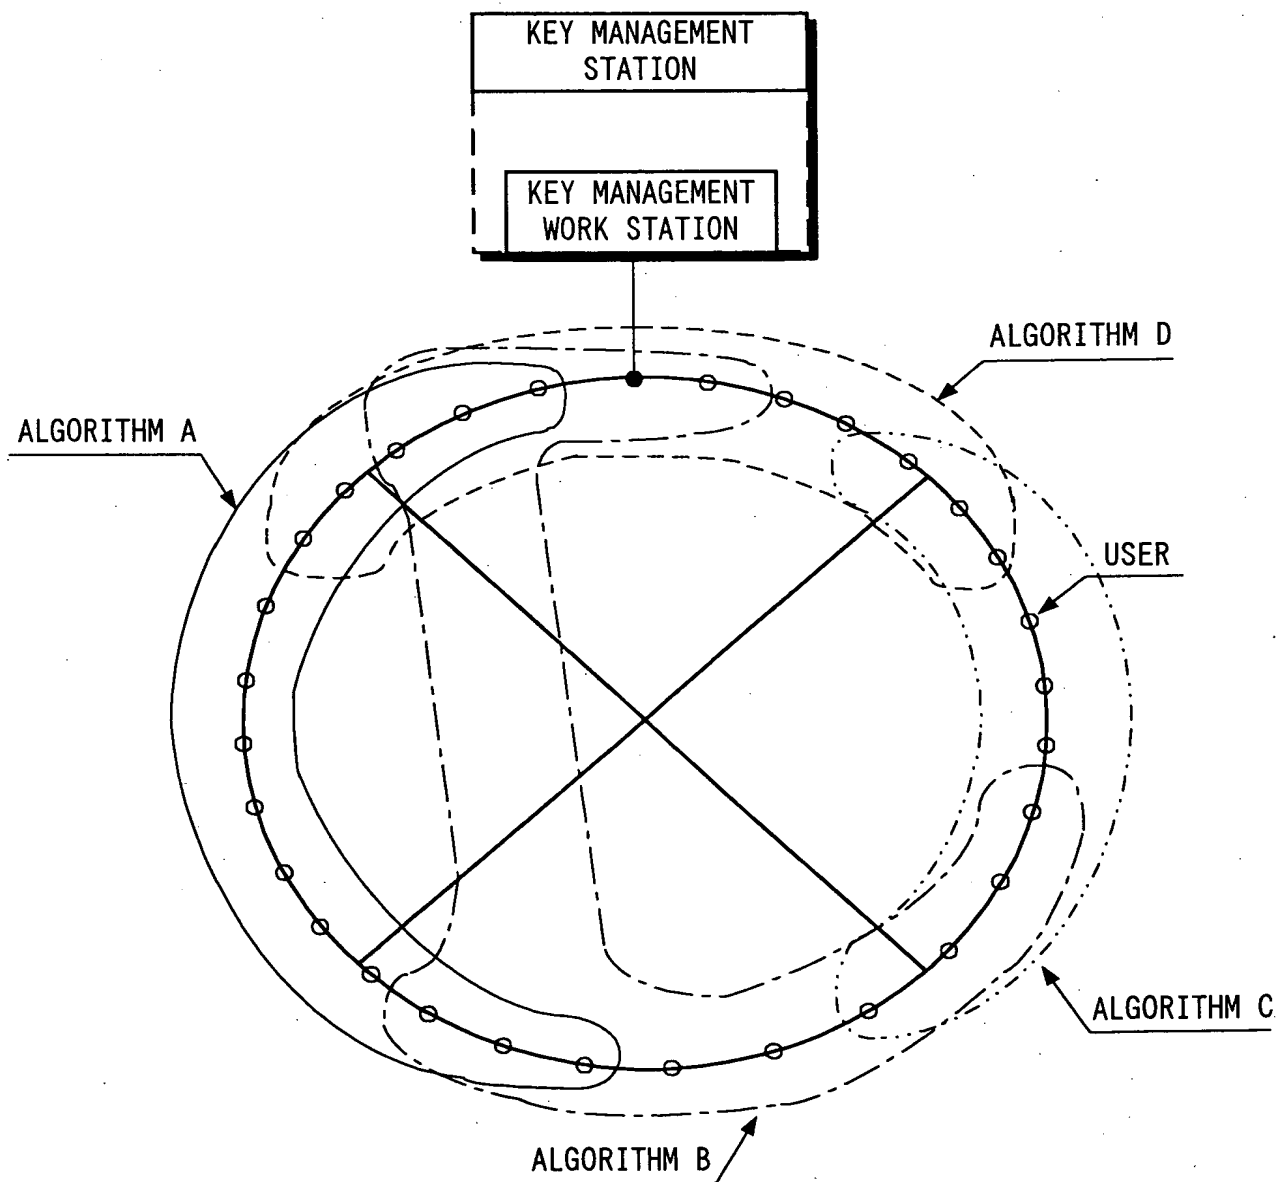 KEY MANAGEMENT
STATION
KEY MANAGEMENT
WORK STATION
ALGORITHM D
ALGORITHM A
USER
ALGORITHM C
ALGORITHM B